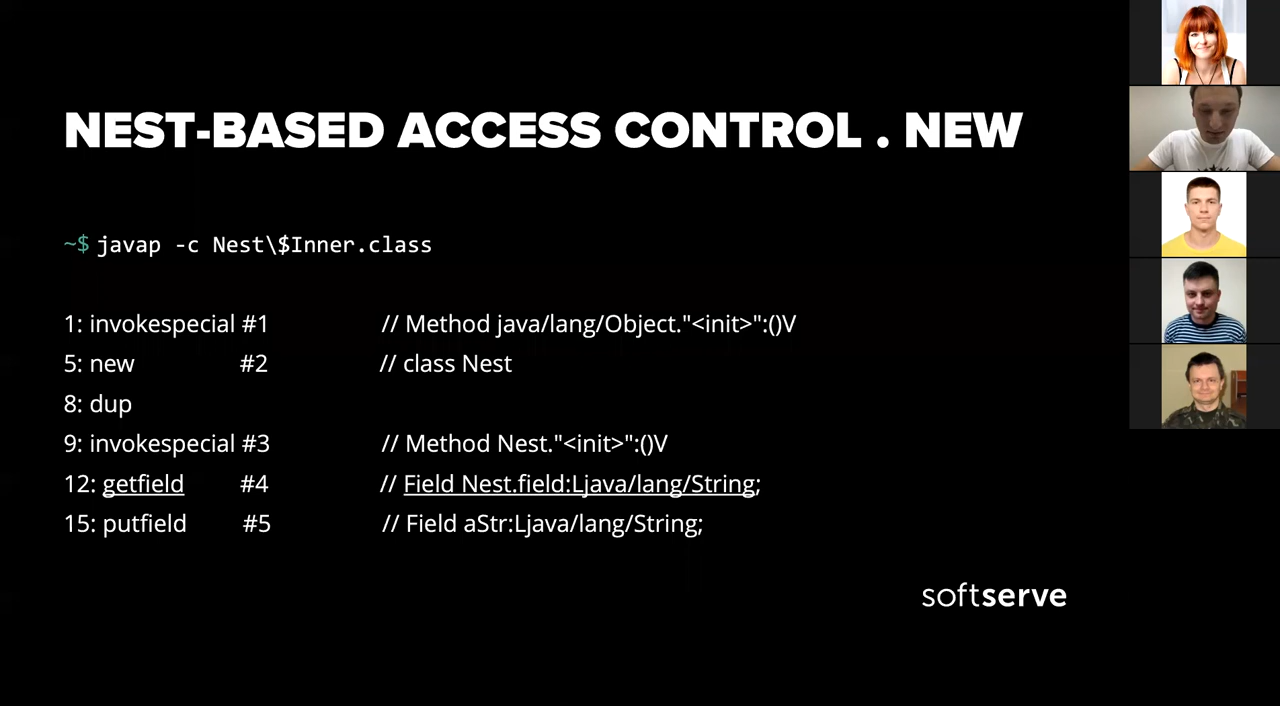 NEST-BASED ACCESS CONTROL . NEW
~$ javap -c Nest\$Inner.class
1: invokespecial #1 // Method java/lang/Object."<init>":()V
5: new #2 // class Nest
8: dup
9: invokespecial #3 // Method Nest."<init>":()V
12: getfield #4 // Field Nest.field:Ljava/lang/String;
15: putfield #5 // Field aStr:Ljava/lang/String;
softserve